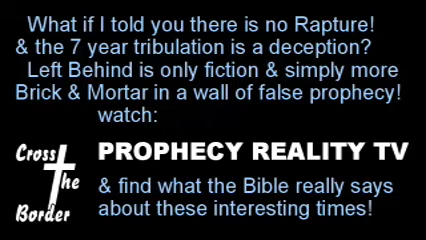 What if I told you there is no Rapture!
& the 7 year tribulation is a deception?
Left Behind is only fiction & simply more
Brick & Mortar in a wall of false prophecy!
watch:
Cross
The
Border
PROPHECY REALITY TV
& find what the Bible really says
about these interesting times!